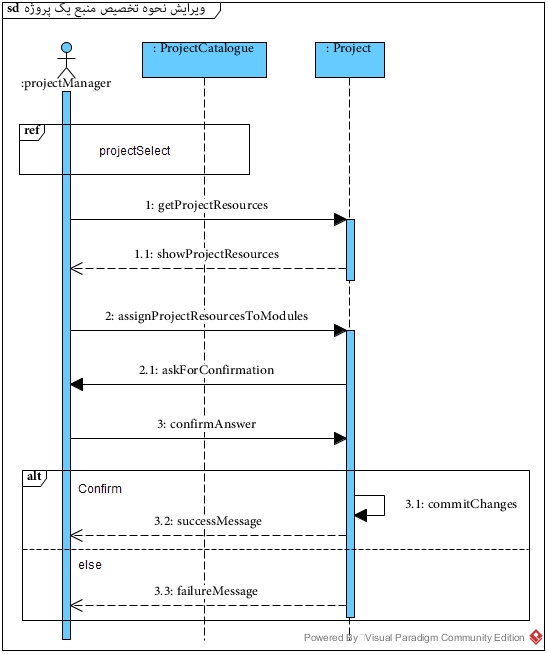 sd ویرایش نحوه تخصیص منبع یک پروژه
: ProjectCatalogue
: Project
:projectManager
ref
projectSelect
1: getProjectResources
1.1: showProjectResources
2: assignProjectResourcesToModules
2.1: askForConfirmation
3: confirmAnswer
alt
Confirm
3.1: commitChanges
3.2: successMessage
else
3.3: failureMessage
Powered By Visual Paradigm Community Edition